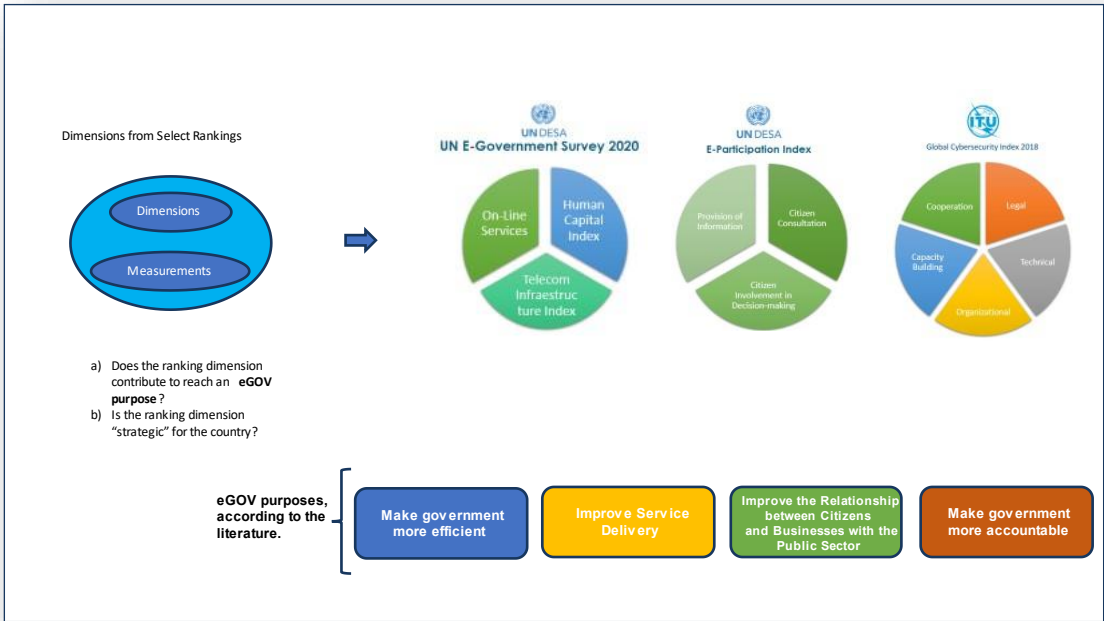 Dimensions from Select Rankings
Dimensions
Measurements
a) Does the ranking dimension
contribute to reach an eGOV
purpose?
b) Is the ranking dimension
“strategic” for the country?
UN DESA
UN E-Government Survey 2020
On-Line
Services
Human
Capital
Index
Telecom
Infraestruc
ture Index
UN DESA
E-Participation Index
Provision of
Information
Citizen
Consultation
Citizen
Involvement in
Decision-making
ITU
Global Cybersecurity Index 2018
Cooperation
Legal
Capacity
Building
Technical
Organizational
eGOV purposes,
according to the
literature.
Make government
more efficient
Improve Service
Delivery
Improve the Relationship
between Citizens
and Businesses with the
Public Sector
Make government
more accountable